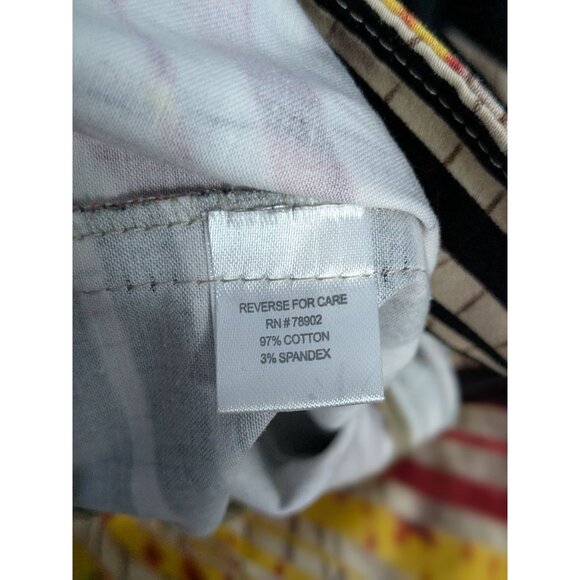 REVERSE FOR CARE
RN # 78902
97% COTTON
3% SPANDEX